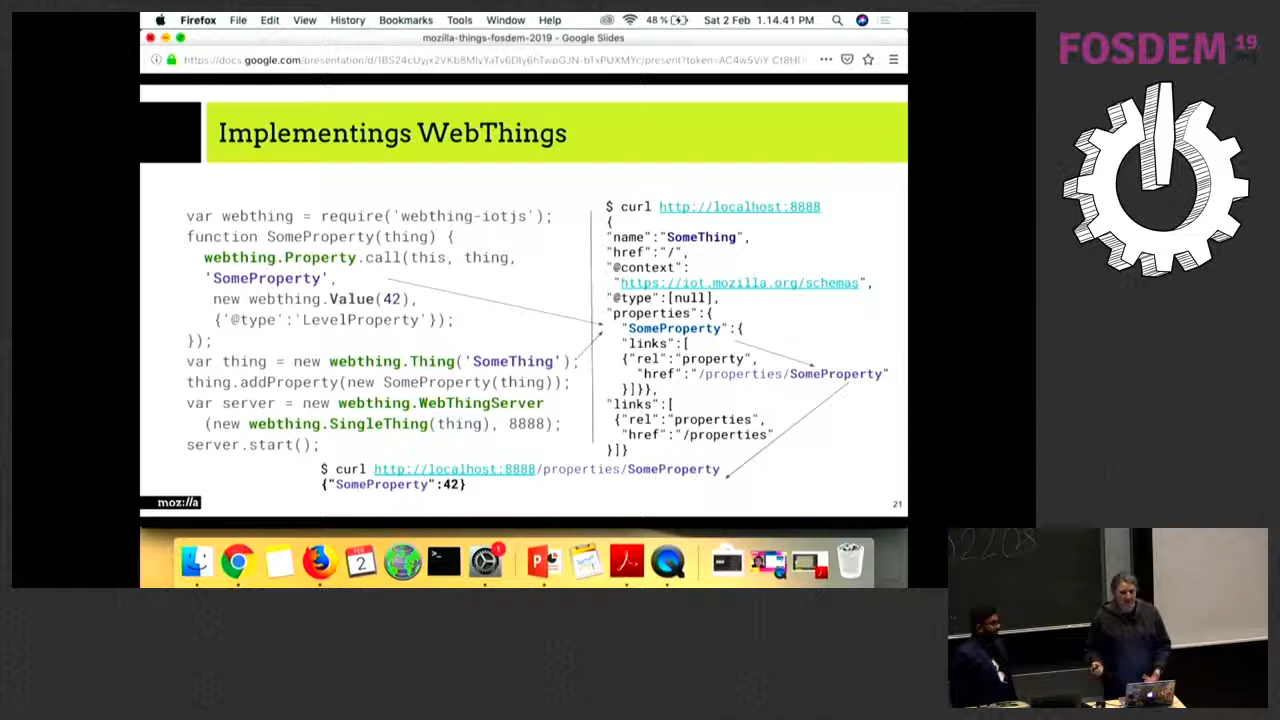 Firefox File Edit View History Bookmarks Tools Window Help 48 % Sat 2 Feb 1.14.41 PM
mozilla-things-fosdem-2019 - Google Slides
FOSDEM 19
Implementings WebThings
var webthing = require('webthing-iotjs');
function SomeProperty(thing) {
webthing.Property.call(this, thing,
'SomeProperty',
new webthing.Value(42),
{'@type':'LevelProperty'});
});
var thing = new webthing.Thing('SomeThing');
thing.addProperty(new SomeProperty(thing));
var server = new webthing.WebThingServer
(new webthing.SingleThing(thing), 8888);
server.start();
$ curl http://localhost:8888
{
"name":"SomeThing",
"href":"/",
"@context":
"https://iot.mozilla.org/schemas",
"@type":[null],
"properties":{
"SomeProperty":{
"links":[
{"rel":"property",
"href":"/properties/SomeProperty"
}]}},
"links":[
{"rel":"properties",
"href":"/properties"
}]}
$ curl http://localhost:8888/properties/SomeProperty
{"SomeProperty":42}
moz://a
21
FEB
2
1